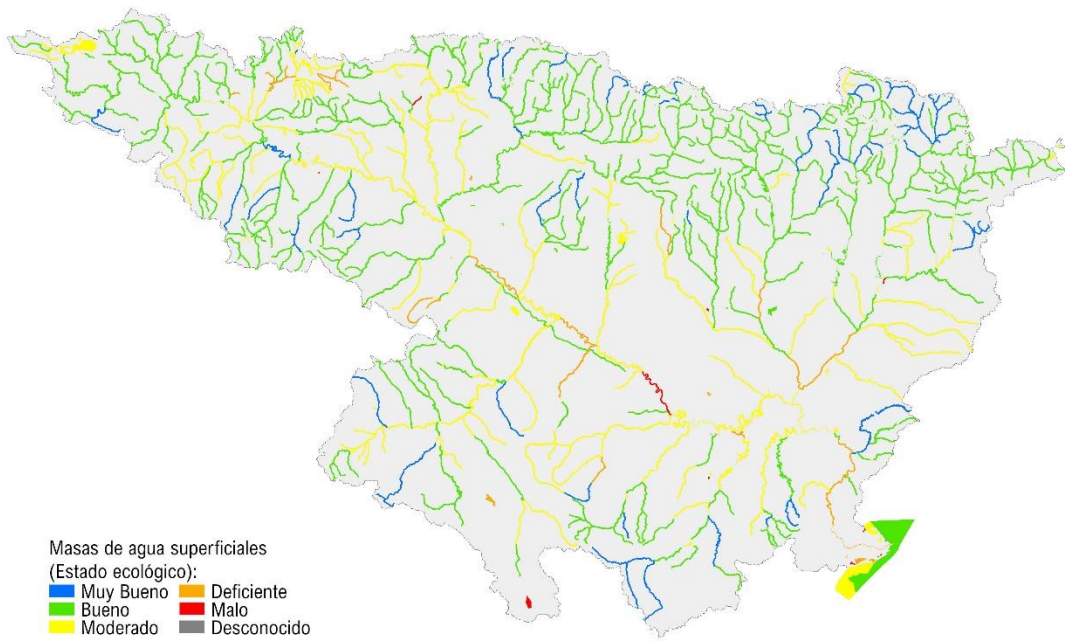 Masas de agua superficiales
(Estado ecológico):
Muy Bueno
Deficiente
Bueno
Malo
Moderado
Desconocido